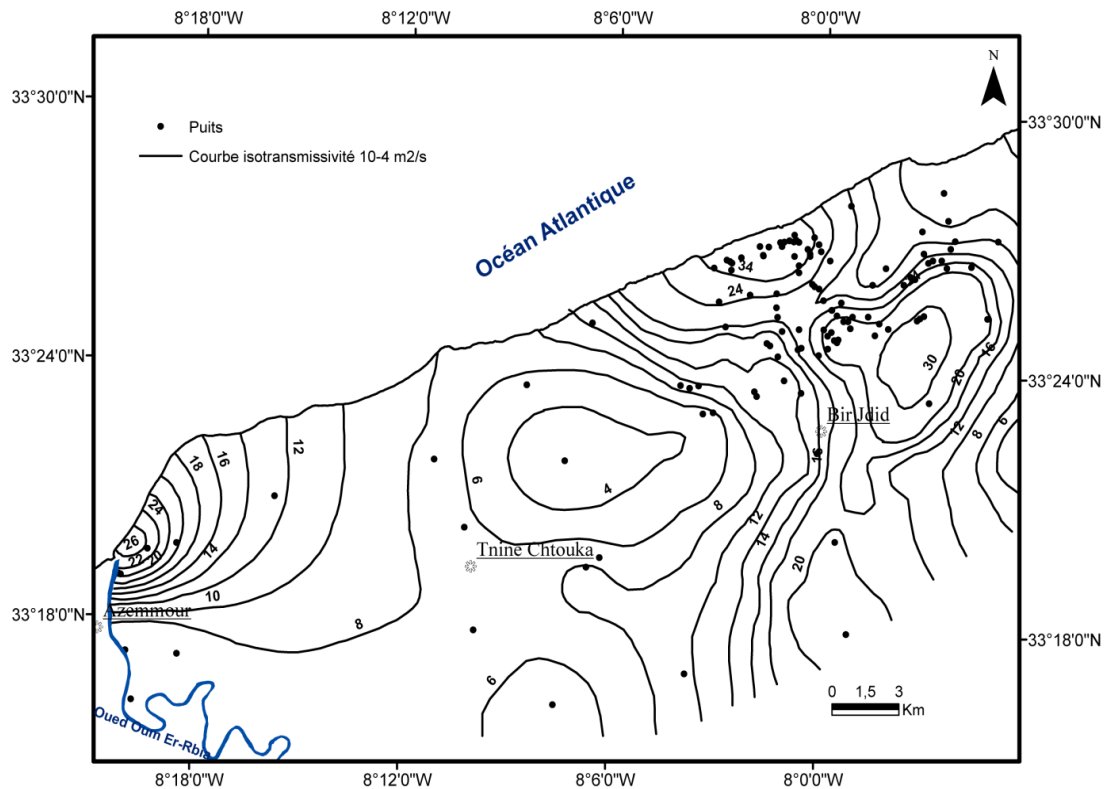 8°18'0"W
8°12'0"W
8°6'0"W
8°0'0"W
33°30'0"N
33°30'0"N
N
Puits
Courbe isotransmissivité 10-4 m2/s
Océan Atlantique
34
24
30
20
16
33°24'0"N
33°24'0"N
Bir Jdid
12
8
6
16
12
18
16
24
26
22
20
14
10
6
4
8
12
14
20
Tnine Chtouka
33°18'0"N
33°18'0"N
Azemmour
8
6
0 1,5 3
Km
Oued Oum Er-Rbia
8°18'0"W
8°12'0"W
8°6'0"W
8°0'0"W